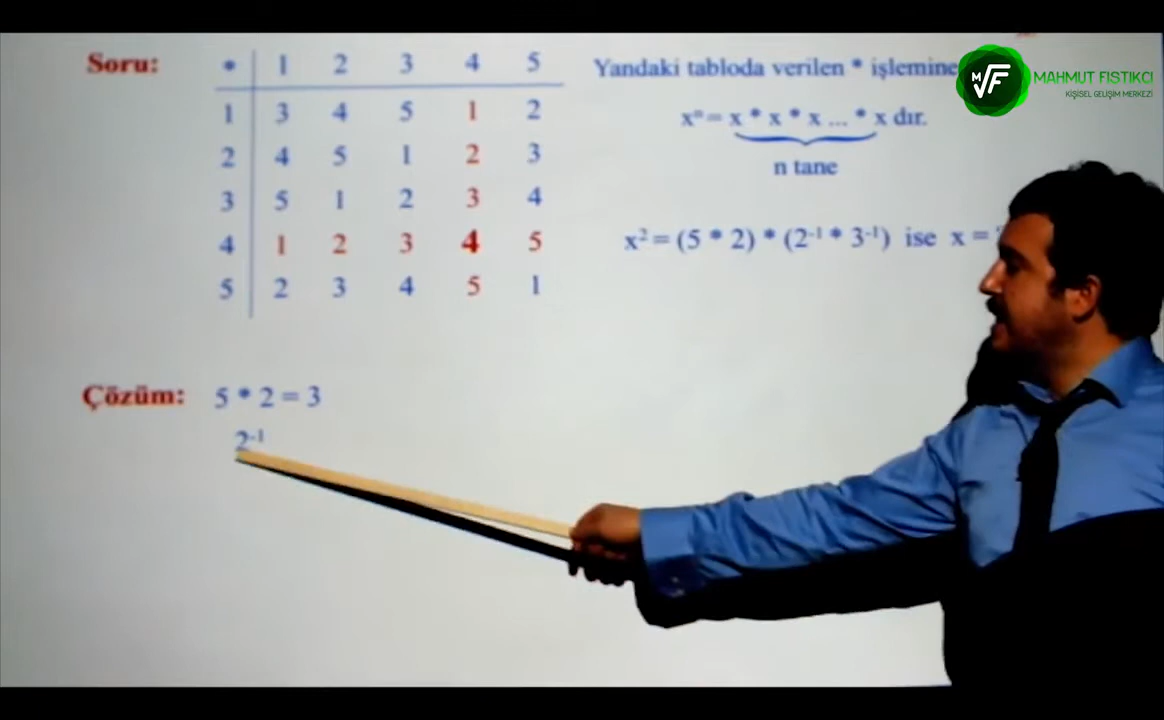 Soru: * 1 2 3 4 5
1 3 4 5 1 2
2 4 5 1 2 3
3 5 1 2 3 4
4 1 2 3 4 5
5 2 3 4 5 1
Yandaki tabloda verilen * işlemine
xⁿ = x * x * x ... * x dır.
n tane
x² = (5 * 2) * (2⁻¹ * 3⁻¹) ise x =
Çözüm: 5 * 2 = 3
2⁻¹
MVF
MAHMUT FISTIKCI
KİŞİSEL GELİŞİM MERKEZİ